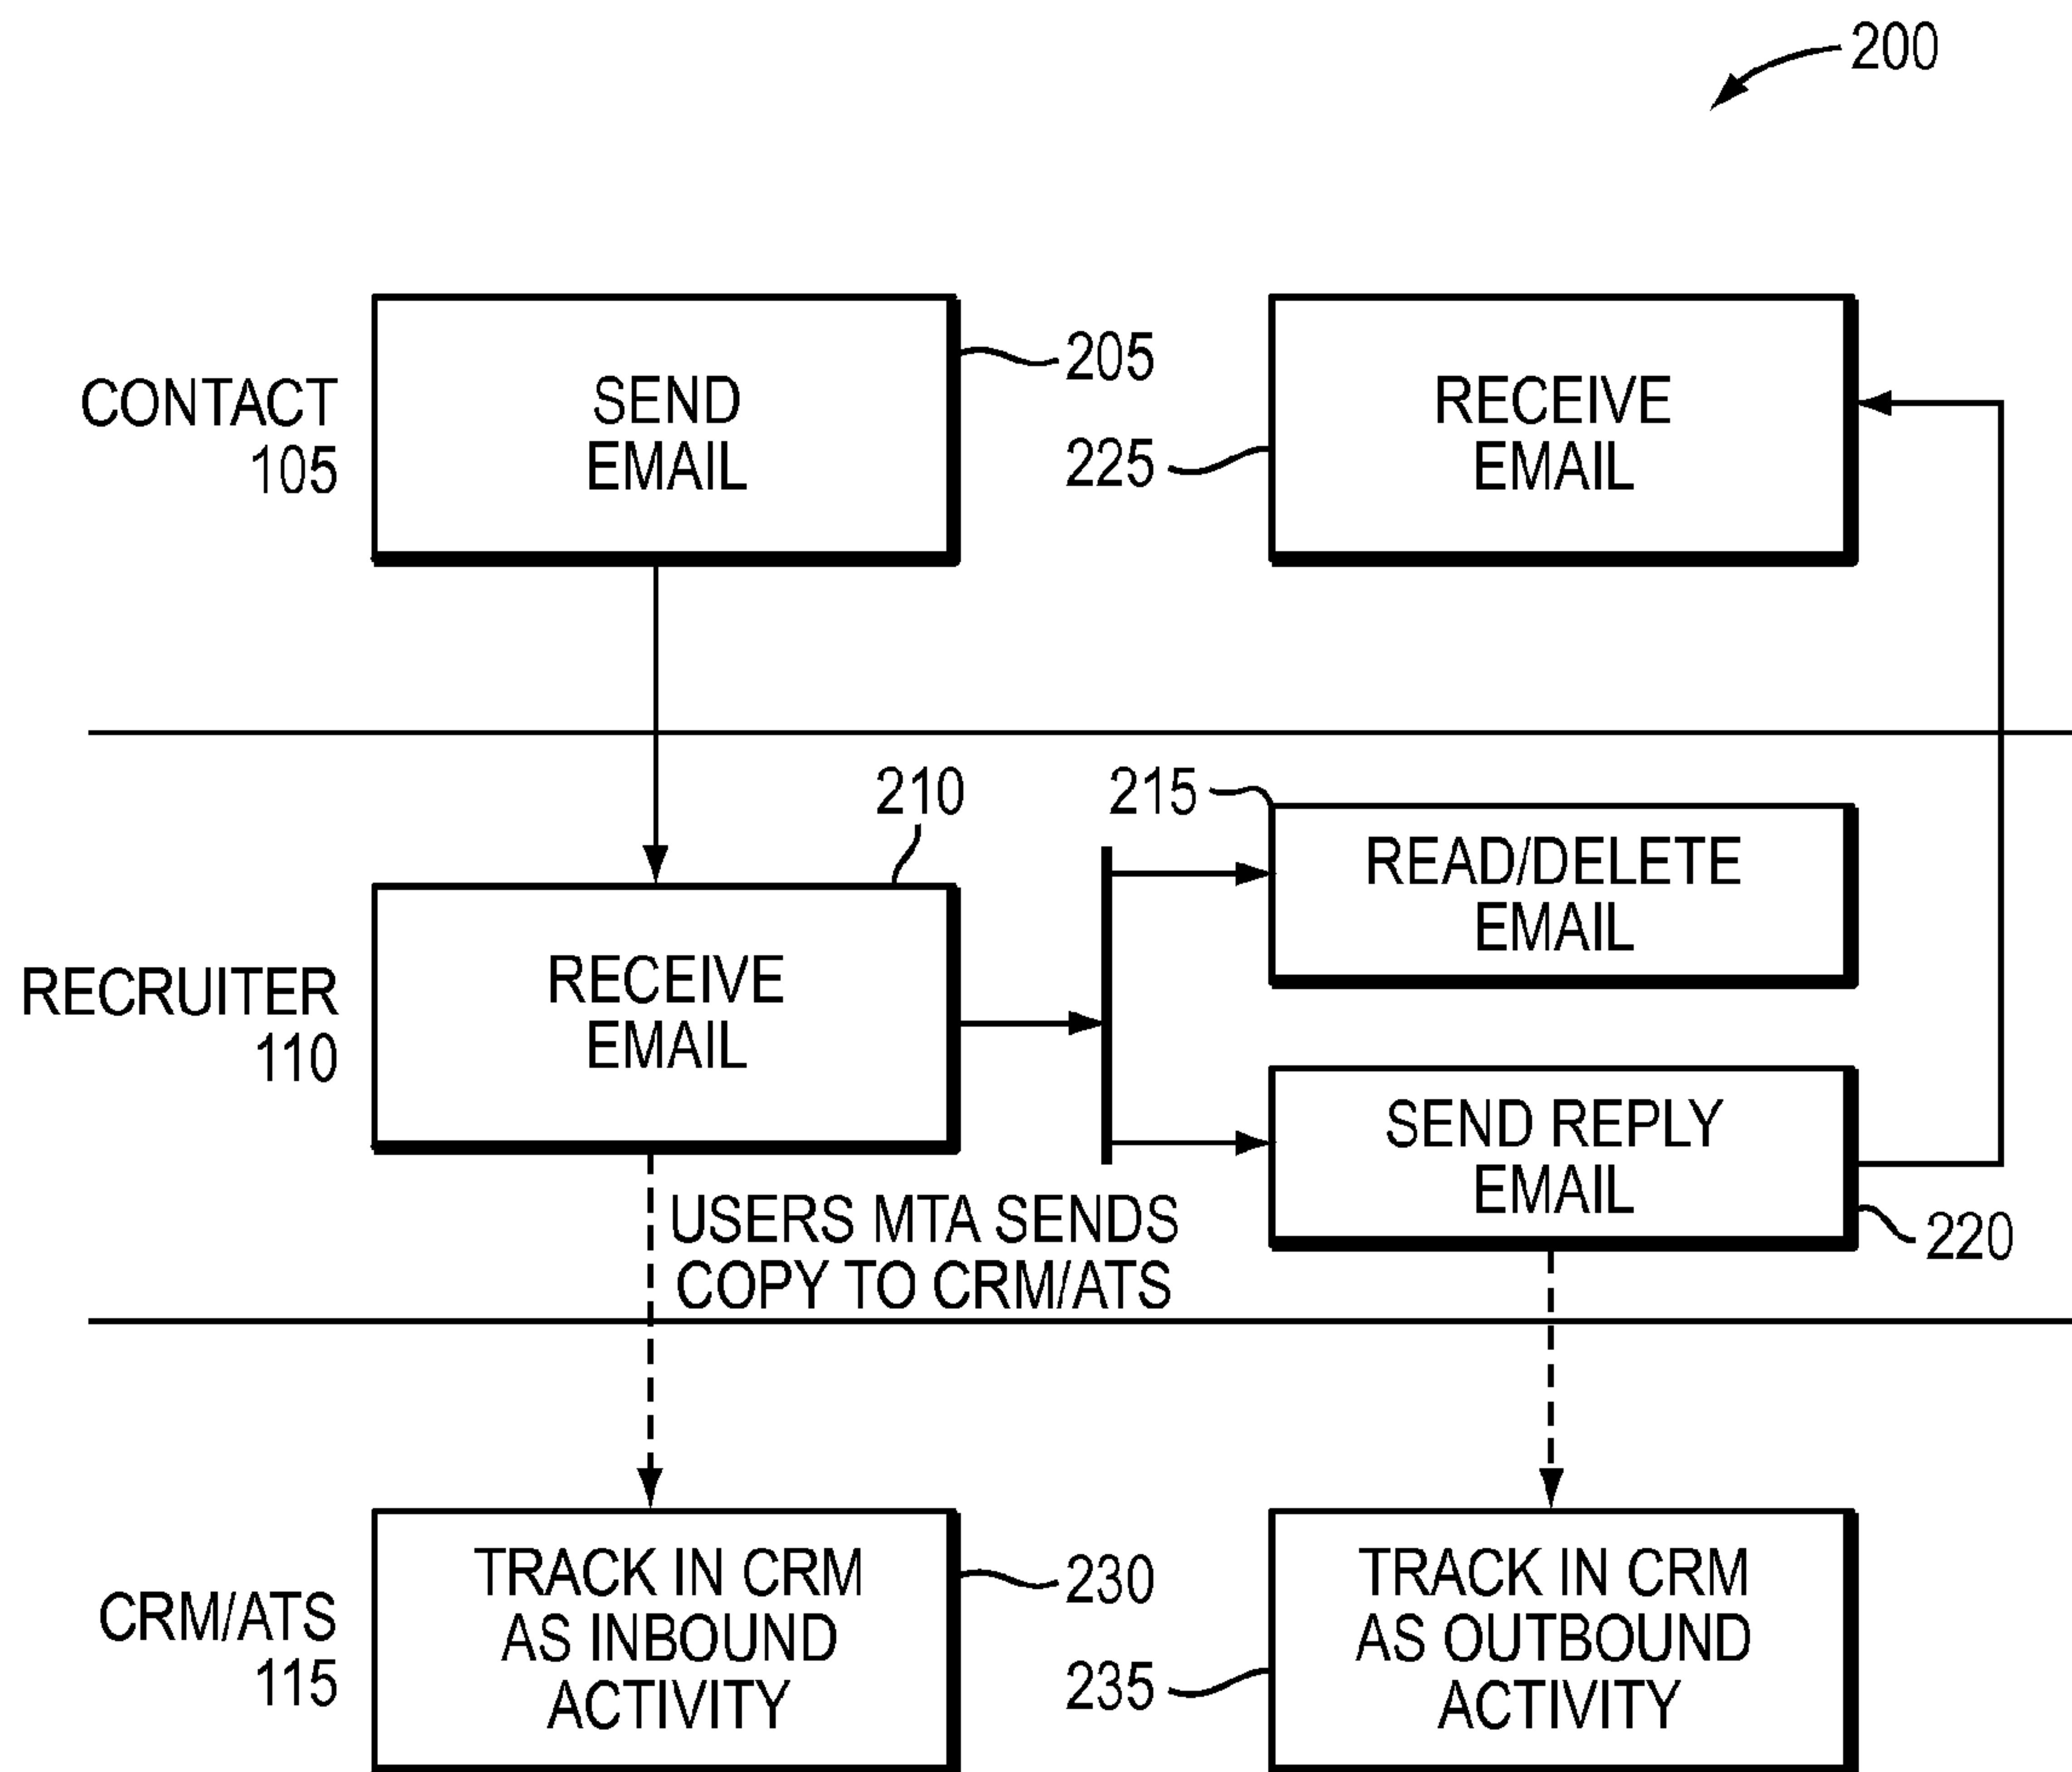 200
CONTACT
105
SEND
EMAIL
205
225
RECEIVE
EMAIL
RECRUITER
110
210
RECEIVE
EMAIL
215
READ/DELETE
EMAIL
SEND REPLY
EMAIL
220
USERS MTA SENDS
COPY TO CRM/ATS
CRM/ATS
115
TRACK IN CRM
AS INBOUND
ACTIVITY
230
235
TRACK IN CRM
AS OUTBOUND
ACTIVITY